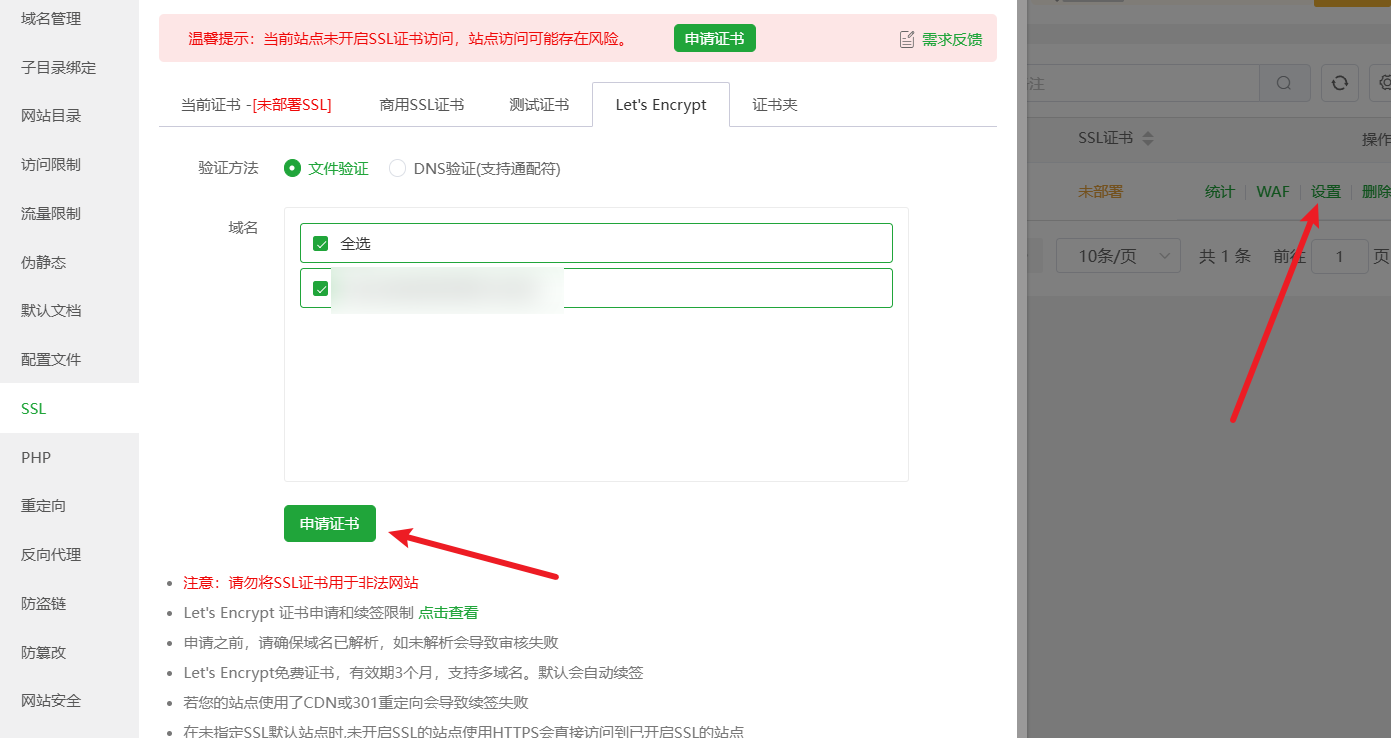 域名管理
子目录绑定
网站目录
访问限制
流量限制
伪静态
默认文档
配置文件
SSL
PHP
重定向
反向代理
防盗链
防篡改
网站安全
温馨提示：当前站点未开启SSL证书访问，站点访问可能存在风险。 申请证书 需求反馈
当前证书 -[未部署SSL] 商用SSL证书 测试证书 Let's Encrypt 证书夹
验证方法 文件验证 DNS验证(支持通配符)
域名
全选
申请证书
注意：请勿将SSL证书用于非法网站
Let's Encrypt 证书申请和续签限制 点击查看
申请之前，请确保域名已解析，如未解析会导致审核失败
Let's Encrypt免费证书，有效期3个月，支持多域名。默认会自动续签
若您的站点使用了CDN或301重定向会导致续签失败
在未指定SSL默认站点时,未开启SSL的站点使用HTTPS会直接访问到已开启SSL的站点
注
SSL证书 操作
未部署 统计 WAF 设置 删除
10条/页 共 1 条 前往 1 页